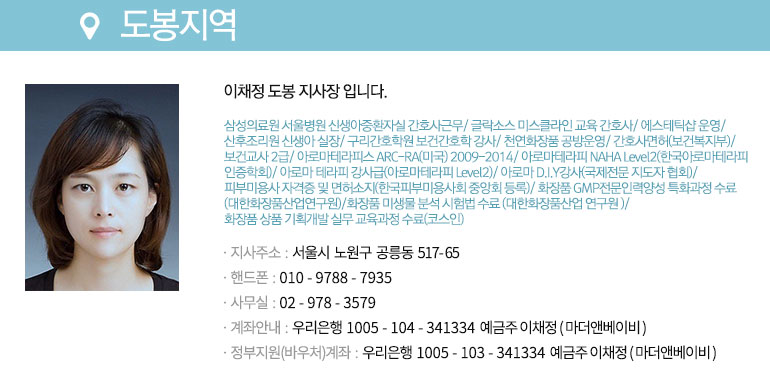 도봉지역
이채정 도봉 지사장 입니다.
삼성의료원 서울병원 신생아중환자실 간호사근무/ 글락소스 미스클라인 교육 간호사/ 에스테틱샵 운영/
산후조리원 신생아 실장/ 구리간호학원 보건간호학 강사/ 천연화장품 공방운영/ 간호사면허(보건복지부)/
보건교사 2급/ 아로마테라피스 ARC-RA(미국) 2009-2014/ 아로마테라피 NAHA Level2(한국아로마테라피
인증학회)/ 아로마 테라피 강사급(아로마테라피 Level2)/ 아로마 D.I.Y강사(국제전문 지도자 협회)/
피부미용사 자격증 및 면허소지(한국피부미용사회 중앙회 등록)/ 화장품 GMP전문인력양성 특화과정 수료
(대한화장품산업연구원)/화장품 미생물 분석 시험법 수료 (대한화장품산업 연구원 )/
화장품 상품 기획개발 실무 교육과정 수료(코스인)
· 지사주소 : 서울시 노원구 공릉동 517-65
· 핸드폰 : 010 - 9788 - 7935
· 사무실 : 02 - 978 - 3579
· 계좌안내 : 우리은행 1005 - 104 - 341334 예금주 이채정 ( 마더앤베이비 )
· 정부지원(바우처)계좌 : 우리은행 1005 - 103 - 341334 예금주 이채정 ( 마더앤베이비 )